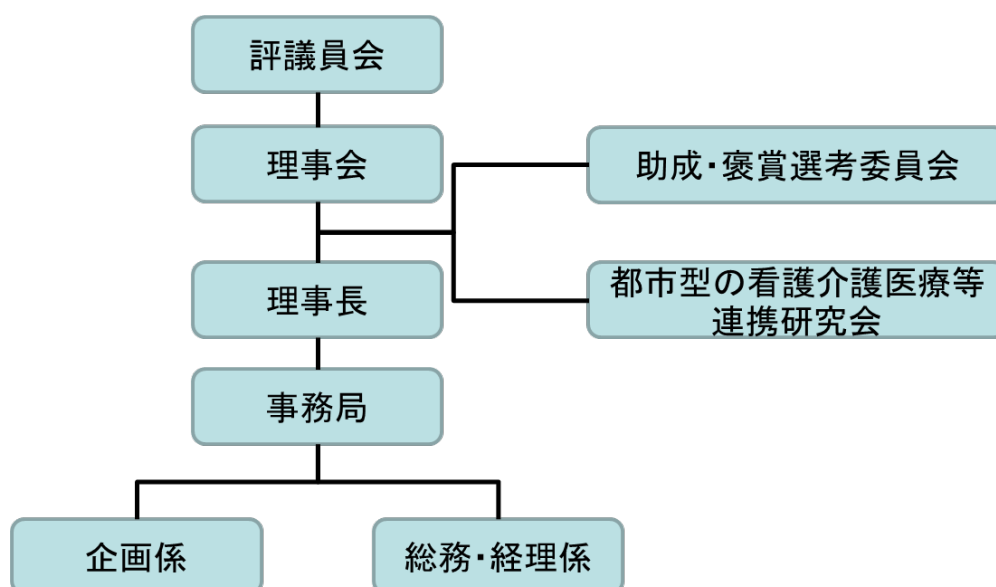 評議員会
理事会
助成・褒賞選考委員会
理事長
都市型の看護介護医療等
連携研究会
事務局
企画係
総務・経理係